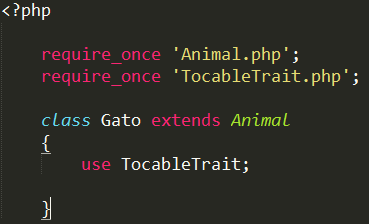 <?php
require_once 'Animal.php';
require_once 'TocableTrait.php';
class Gato extends Animal
{
use TocableTrait;
}